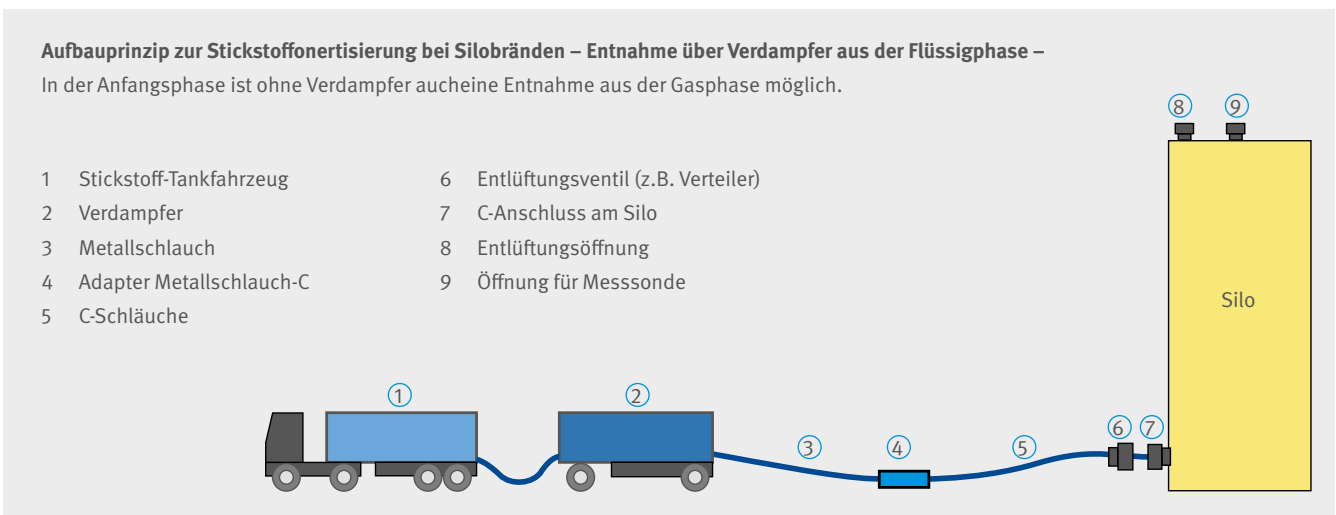 Aufbauprinzip zur Stickstoffonertisierung bei Silobränden – Entnahme über Verdampfer aus der Flüssigphase –
In der Anfangsphase ist ohne Verdampfer aucheine Entnahme aus der Gasphase möglich.
1 Stickstoff-Tankfahrzeug
2 Verdampfer
3 Metallschlauch
4 Adapter Metallschlauch-C
5 C-Schläuche
6 Entlüftungsventil (z.B. Verteiler)
7 C-Anschluss am Silo
8 Entlüftungsöffnung
9 Öffnung für Messsonde
8
9
Silo
1
2
3
4
5
6
7